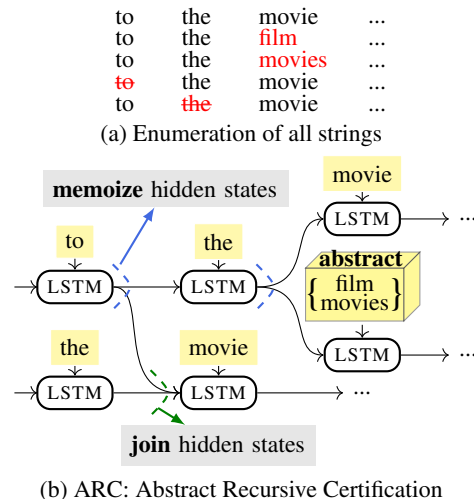 to the movie ...
to the film ...
to the movies ...
to the movie ...
to the movie ...
(a) Enumeration of all strings
movie
memoize hidden states
LSTM ...
to the abstract
LSTM LSTM { film movies }
the movie LSTM ...
LSTM LSTM ...
join hidden states
(b) ARC: Abstract Recursive Certification